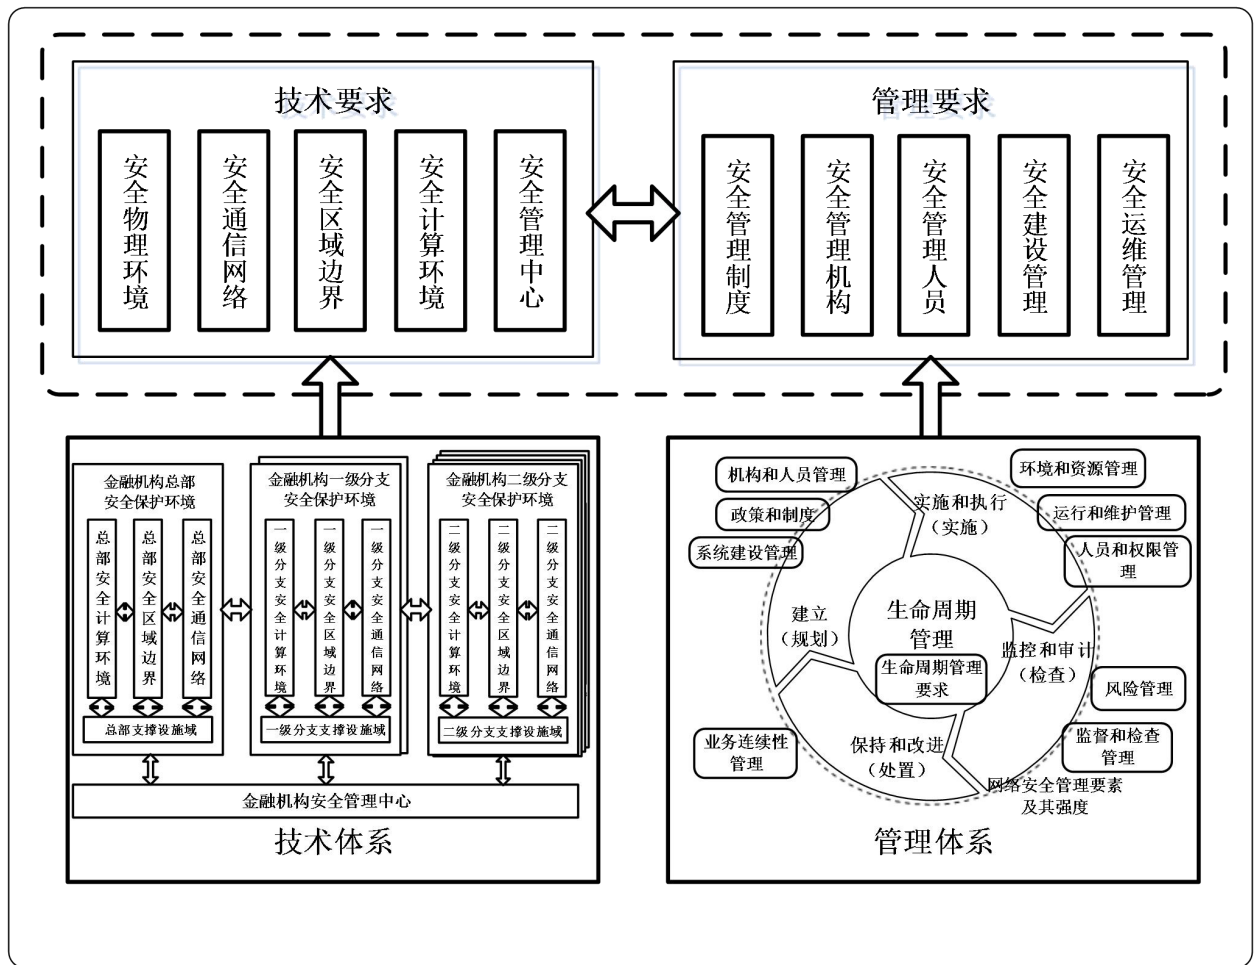 技术要求
安全物理环境
安全通信网络
安全区域边界
安全计算环境
安全管理中心
管理要求
安全管理制度
安全管理机构
安全管理人员
安全建设管理
安全运维管理
金融机构总部
安全保护环境
总部安全计算环境
总部安全区域边界
总部安全通信网络
总部支撑设施域
金融机构一级分支
安全保护环境
一级分支安全计算环境
一级分支安全区域边界
一级分支安全通信网络
一级分支支撑设施域
金融机构二级分支
安全保护环境
二级分支安全计算环境
二级分支安全区域边界
二级分支安全通信网络
二级分支支撑设施域
金融机构安全管理中心
技术体系
机构和人员管理
政策和制度
系统建设管理
环境和资源管理
运行和维护管理
人员和权限管
理
实施和执行
（实施）
建立
（规划）
生命周期
管理
生命周期管理
要求
监控和审计
（检查）
风险管理
监督和检查
管理
业务连续性
管理
保持和改进
（处置）
网络安全管理要素
及其强度
管理体系